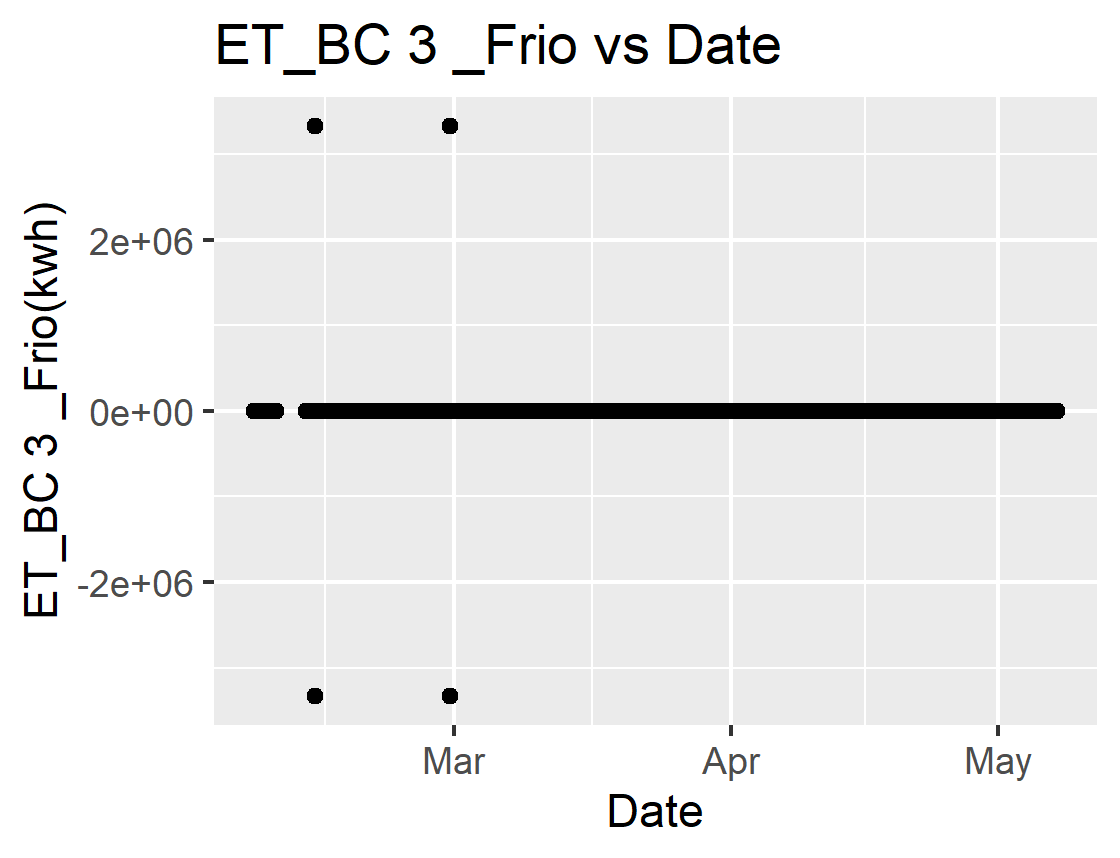 ET_BC 3 _Frio vs Date
ET_BC 3 _Frio(kwh)
2e+06
0e+00
-2e+06
Mar
Apr
May
Date